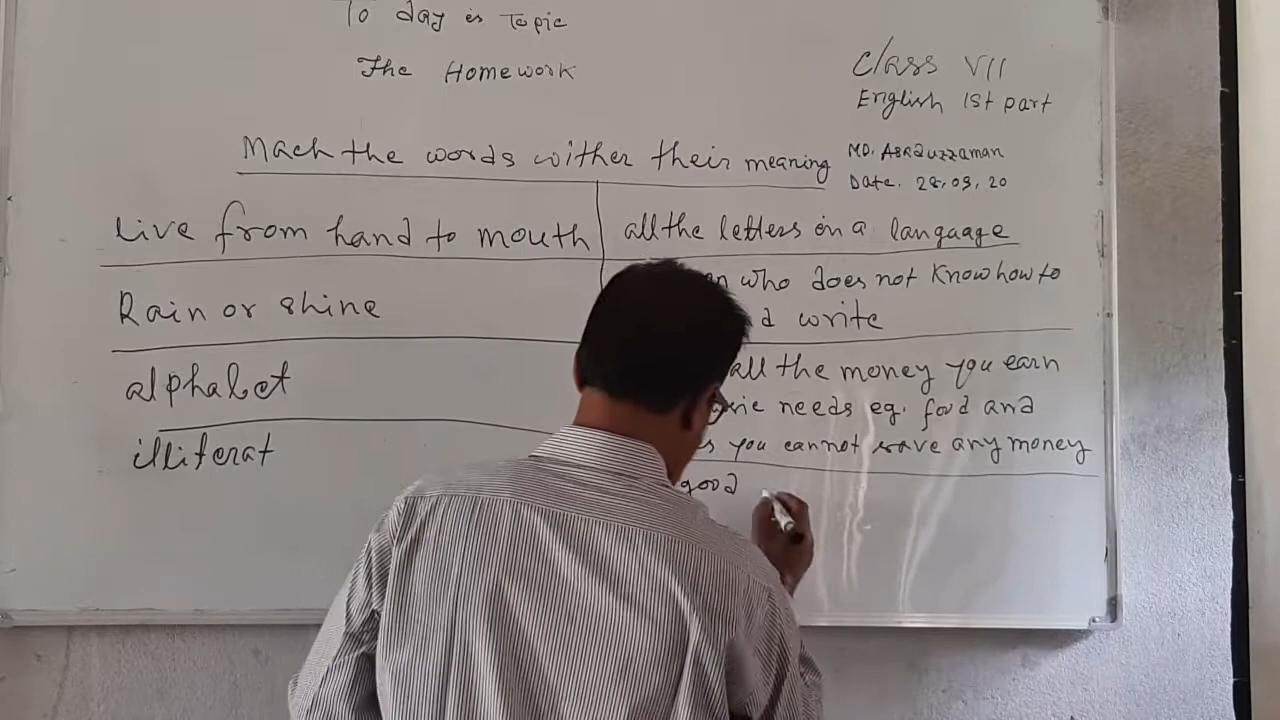 To day is Topic
The Homework
Class VII
English 1st part
Mach the words wither their meaning
MD. Asaduzzaman
Date. 28.09.20
Live from hand to mouth
all the letters on a language
Rain or shine
who does not Know how to
write
alphabet
all the money you earn
needs eg. food and
illiterat
you cannot save any money
good